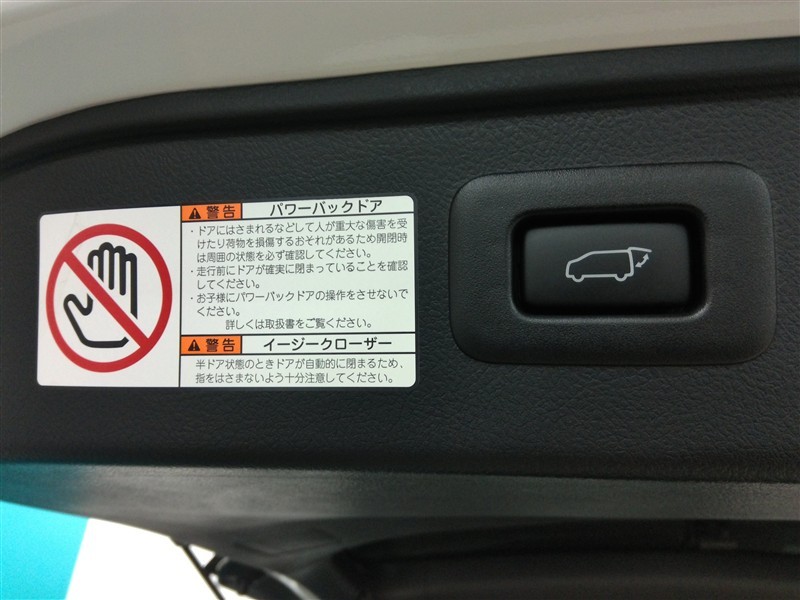 警告 パワーバックドア
・ドアにはさまれるなどして人が重大な傷害を受
けたり荷物を損傷するおそれがあるため開閉時
は周囲の状態を必ず確認してください。
・走行前にドアが確実に閉まっていることを確認
してください。
・お子様にパワーバックドアの操作をさせないで
ください。
詳しくは取扱書をご覧ください。
警告 イージークローザー
半ドア状態のときドアが自動的に閉まるため、
指をはさまないよう十分注意してください。